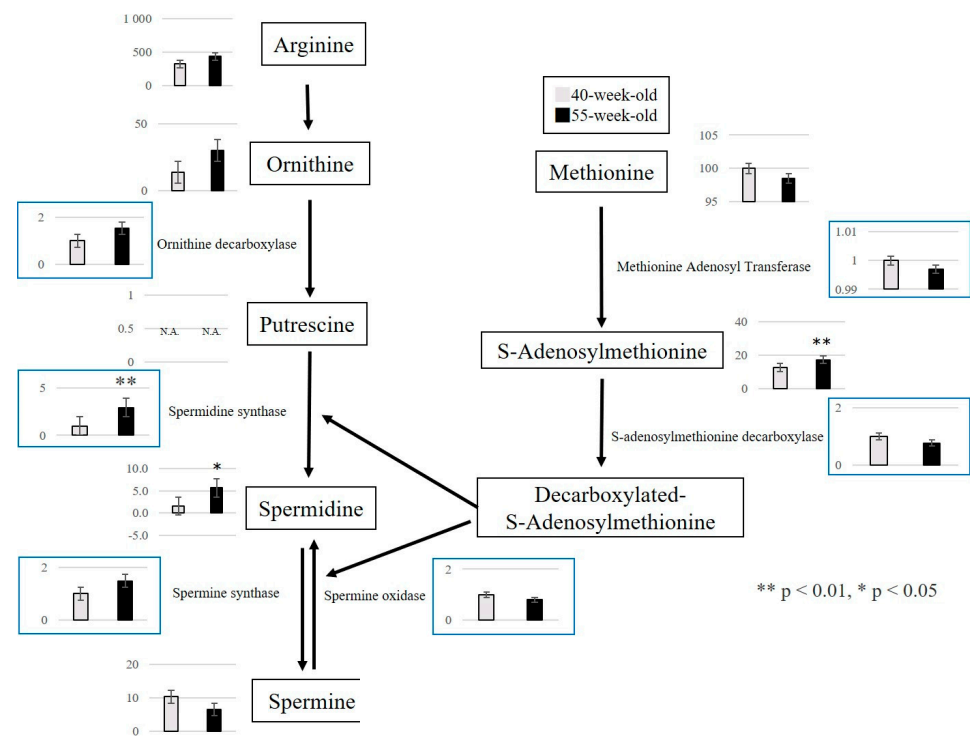 1 000
500
0
Arginine
50
0
Ornithine
2
0
Ornithine decarboxylase
1
0.5
0
N.A.
N.A.
Putrescine
5
0
**
Spermidine synthase
10.0
5.0
0.0
-5.0
*
Spermidine
2
0
Spermine synthase
Spermine oxidase
2
0
20
10
0
Spermine
40-week-old
55-week-old
Methionine
105
100
95
Methionine Adenosyl Transferase
1.01
1
0.99
S-Adenosylmethionine
40
20
0
**
S-adenosylmethionine decarboxylase
2
0
Decarboxylated-
S-Adenosylmethionine
** p < 0.01, * p < 0.05